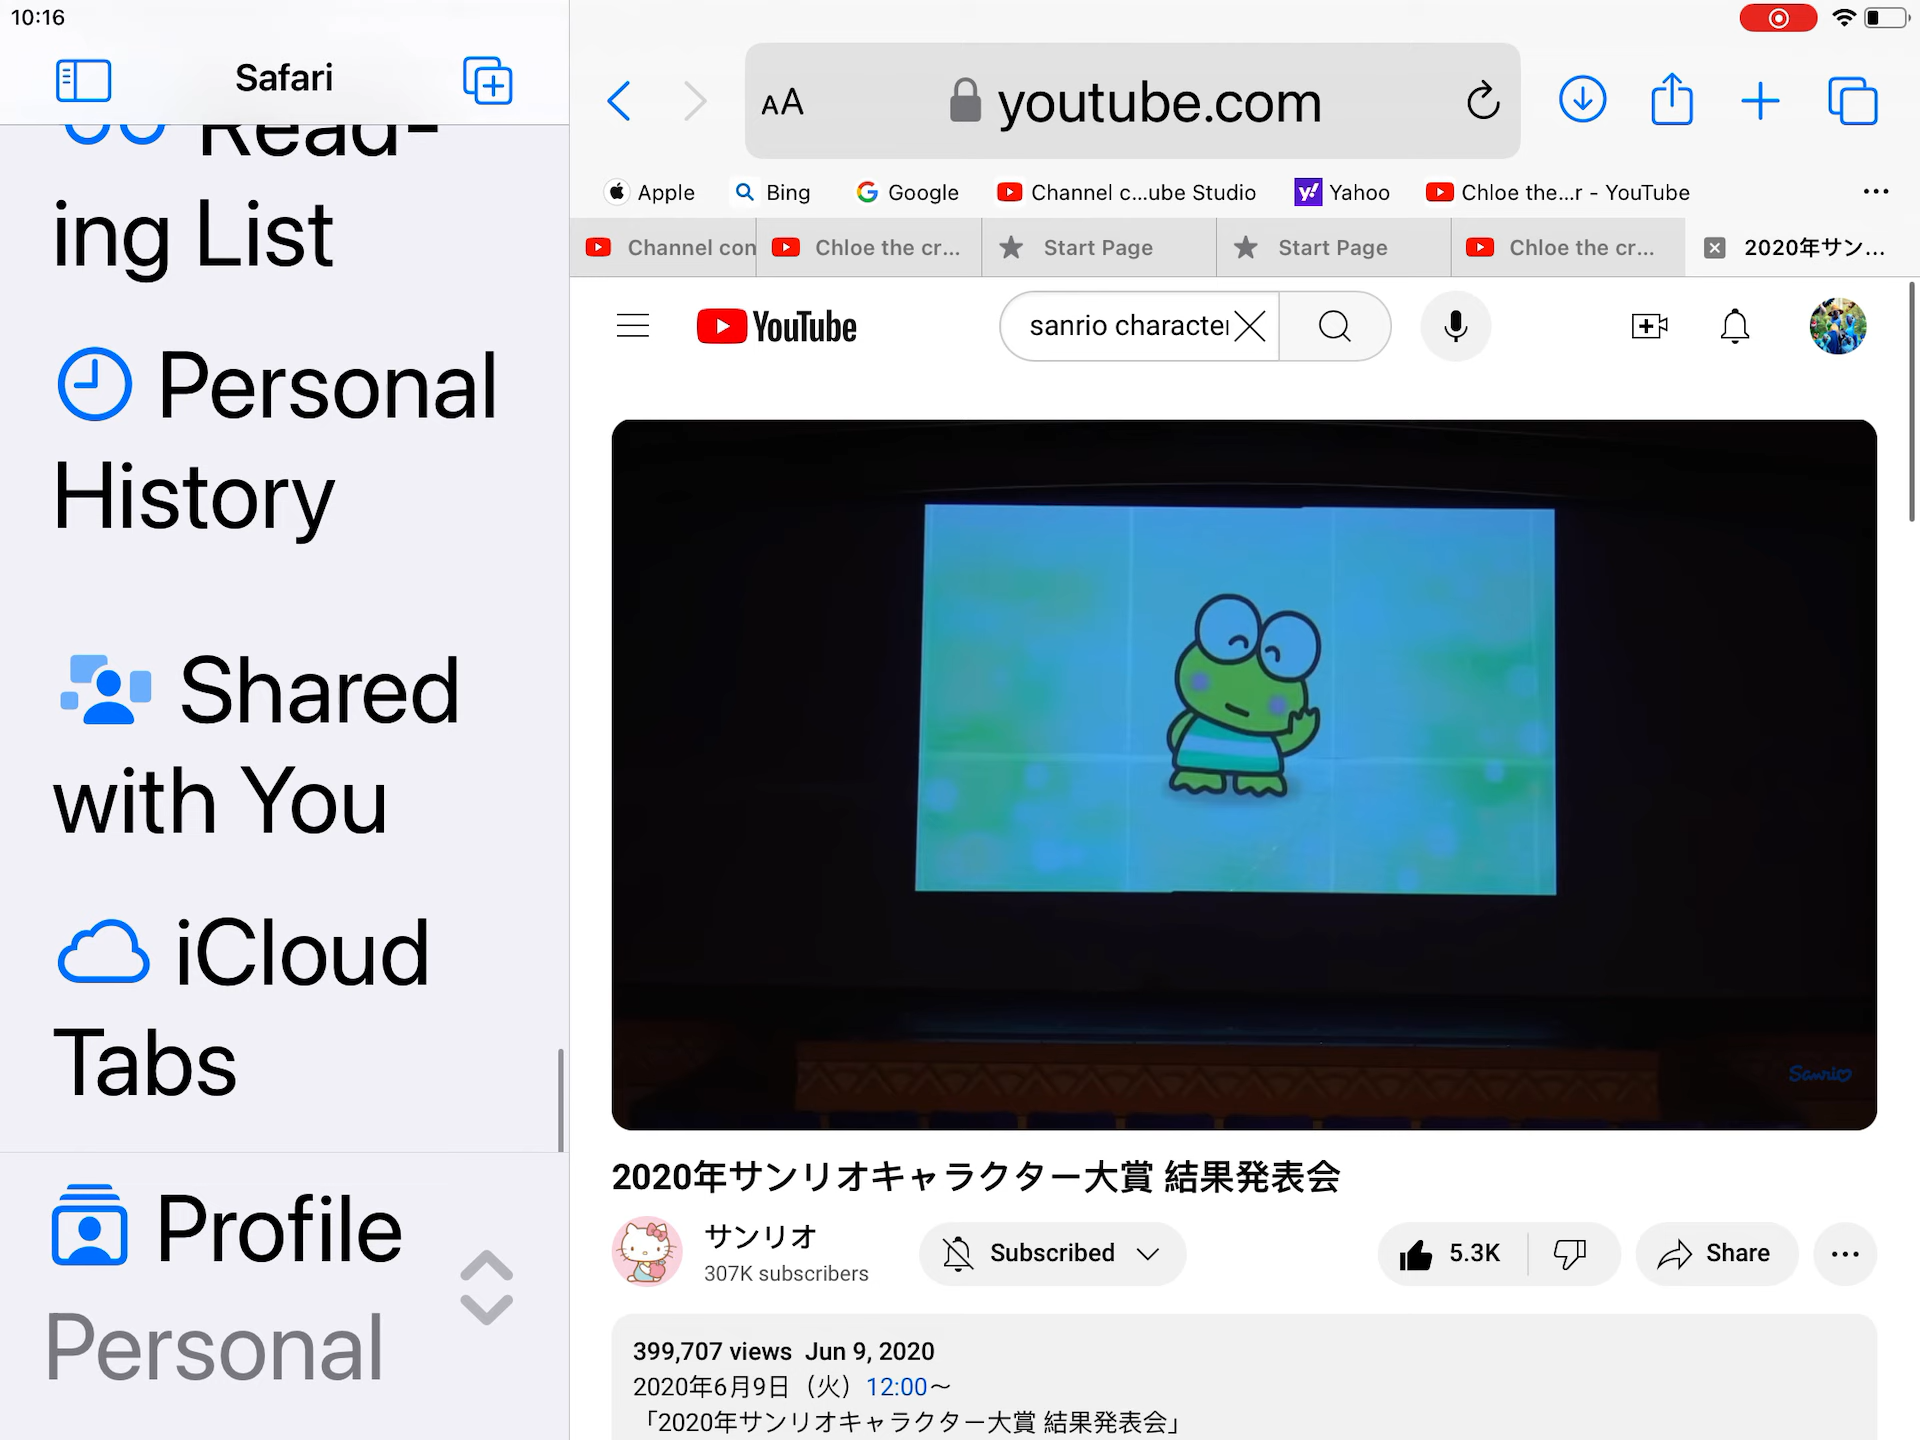 10:16
Safari
Read-
ing List
Personal
History
Shared
with You
iCloud
Tabs
Profile
Personal
AA
youtube.com
Apple
Bing
Google
Channel c...ube Studio
Yahoo
Chloe the...r - YouTube
Channel con
Chloe the cr...
Start Page
Start Page
Chloe the cr...
2020年サン...
YouTube
sanrio character
Sanrio
2020年サンリオキャラクター大賞 結果発表会
サンリオ
307K subscribers
Subscribed
5.3K
Share
399,707 views Jun 9, 2020
2020年6月9日（火）12:00～
「2020年サンリオキャラクター大賞 結果発表会」